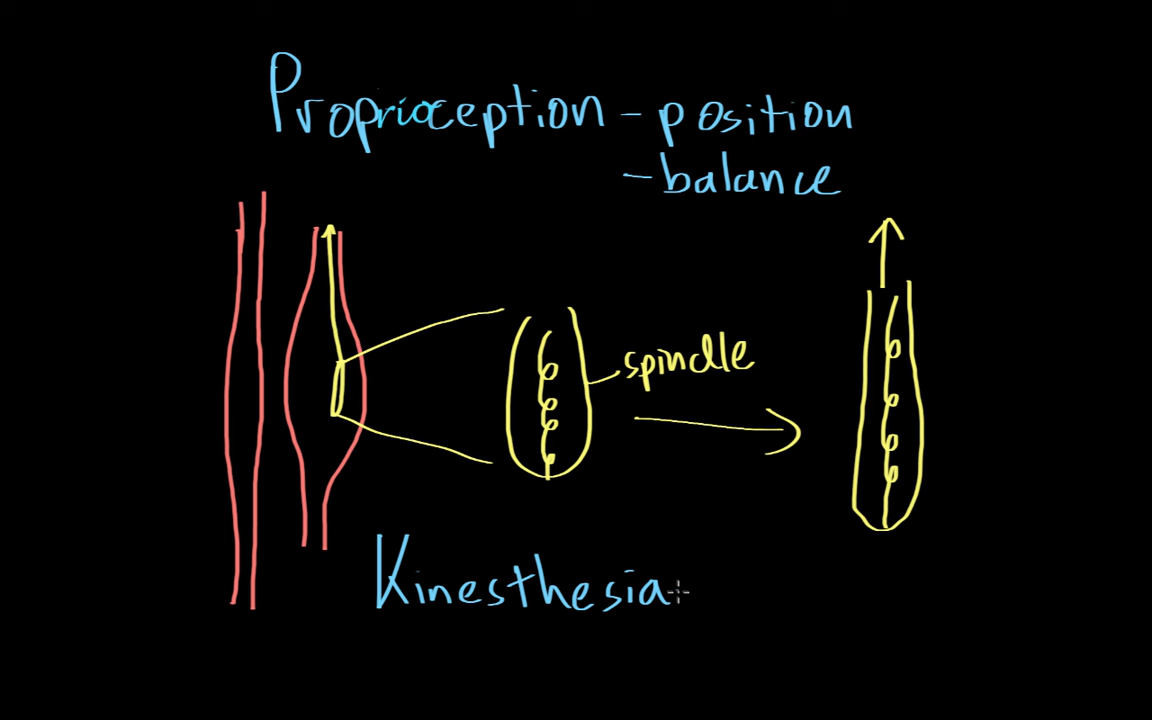 Proprioception - position
- balance
spindle
Kinesthesia